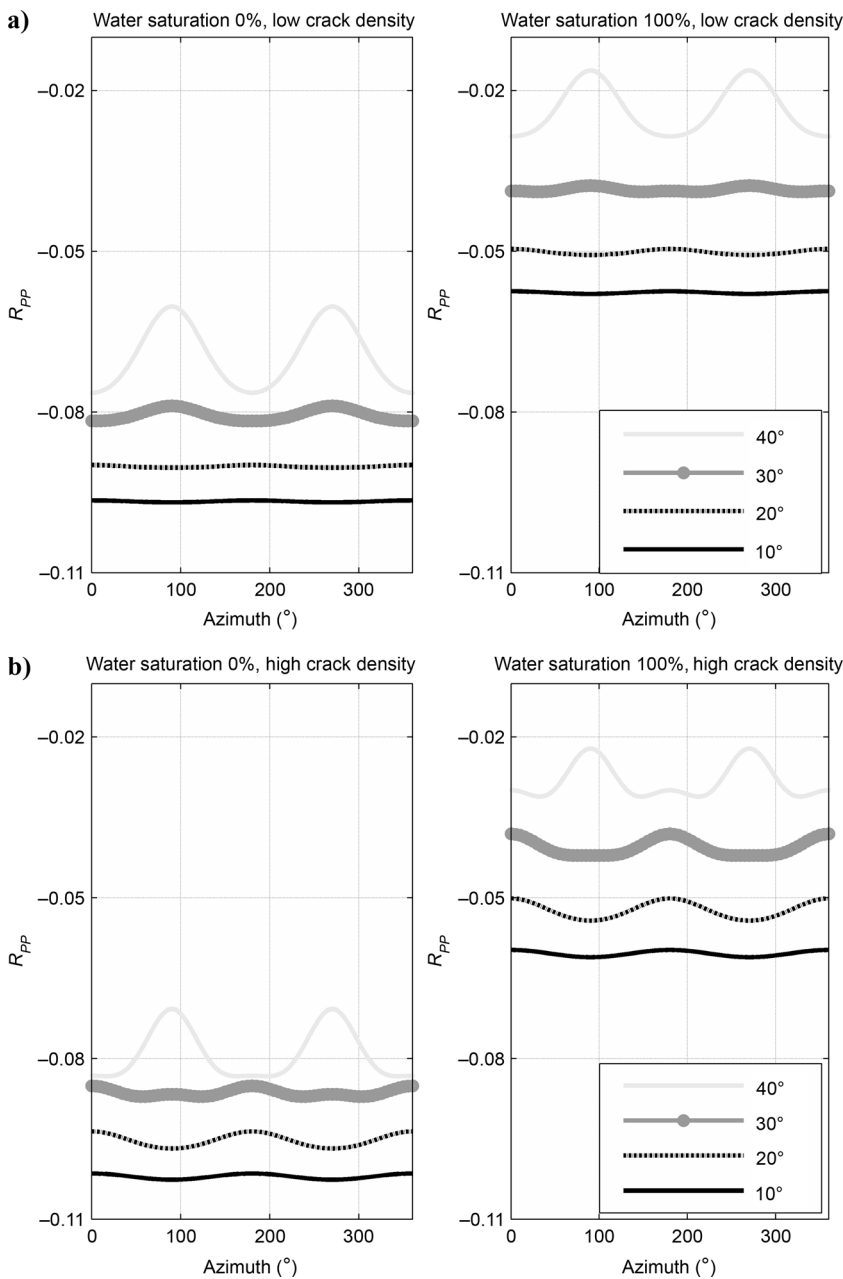 a)
Water saturation 0%, low crack density
Water saturation 100%, low crack density
–0.02
–0.05
–0.08
–0.11
R_PP
0
100
200
300
Azimuth (°)
–0.02
–0.05
–0.08
–0.11
R_PP
40°
30°
20°
10°
0
100
200
300
Azimuth (°)
b)
Water saturation 0%, high crack density
Water saturation 100%, high crack density
–0.02
–0.05
–0.08
–0.11
R_PP
0
100
200
300
Azimuth (°)
–0.02
–0.05
–0.08
–0.11
R_PP
40°
30°
20°
10°
0
100
200
300
Azimuth (°)